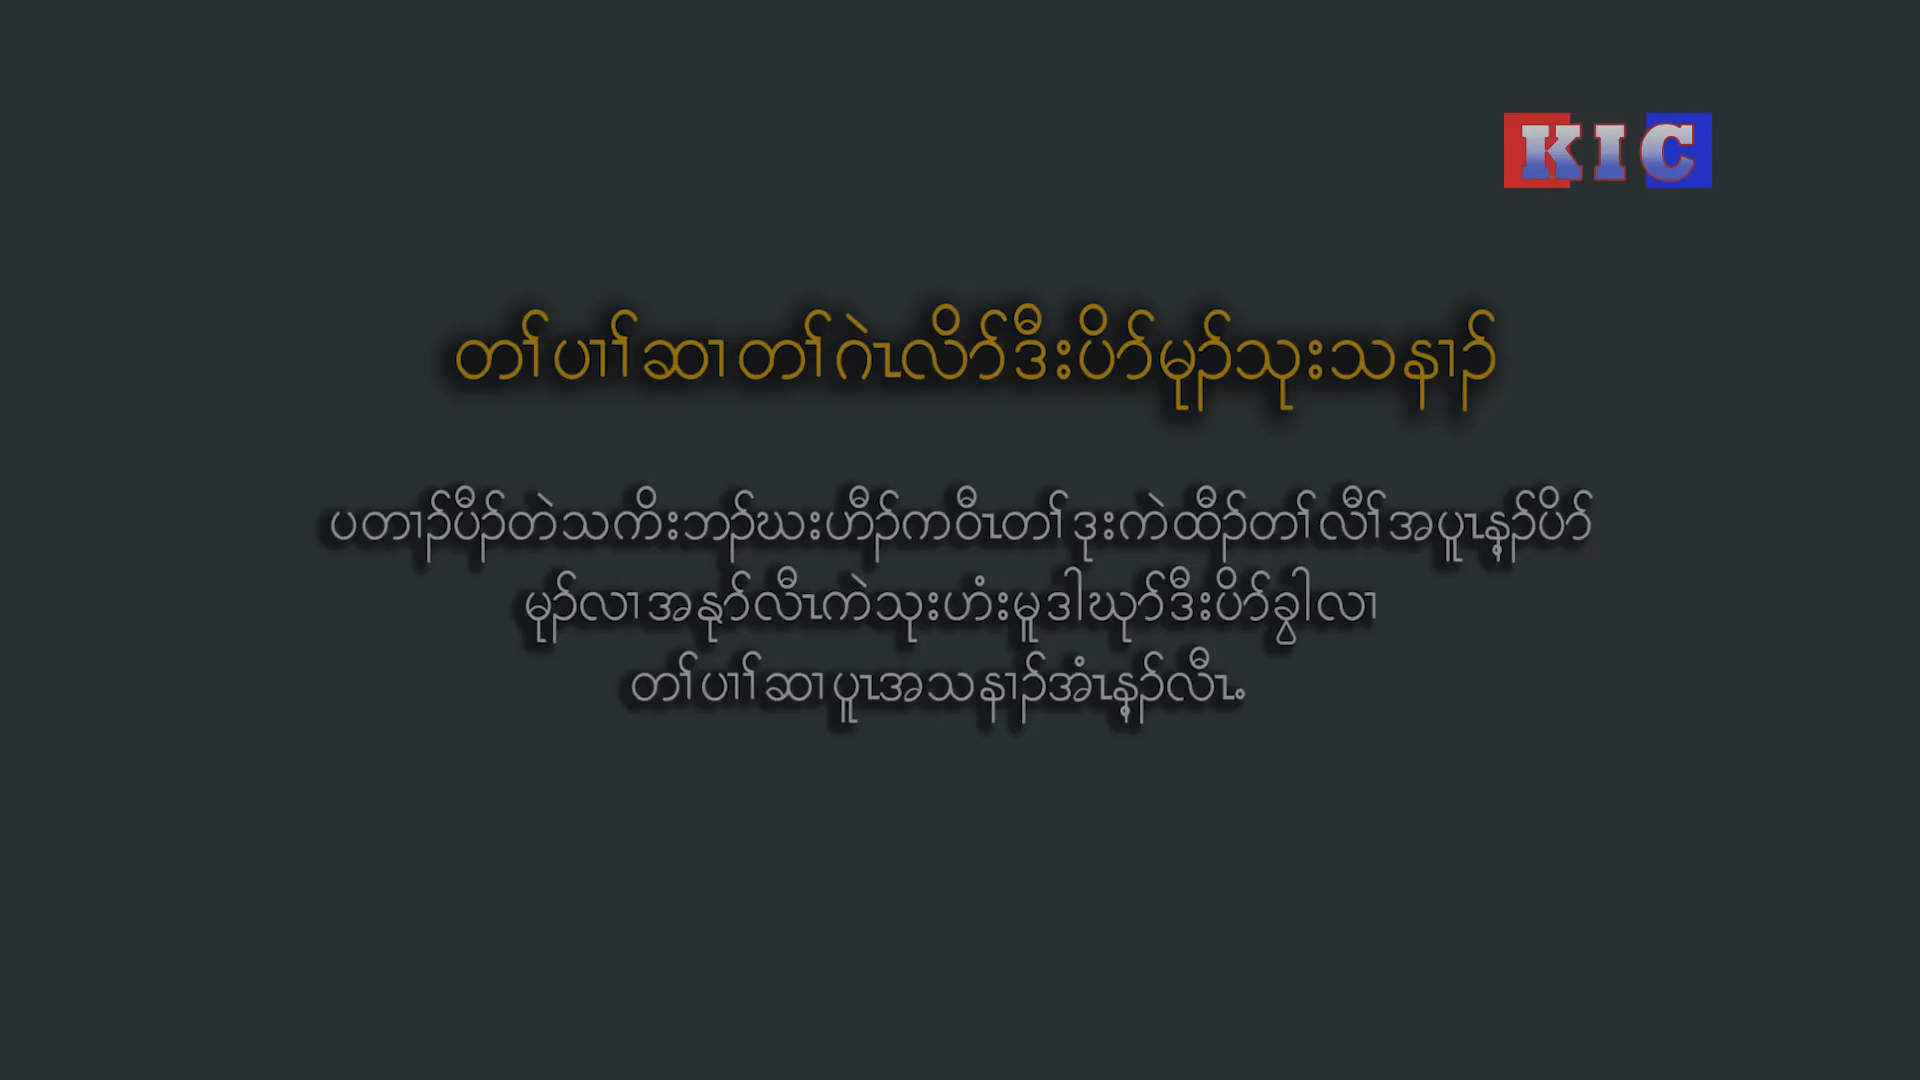 KIC
တၢ်ပၢၢ်ဆၢတၢ်ဂဲၤလိာ်ဒီးပိာ်မုၣ်သုးသနၢၣ်
ပတၢၣ်ပီၣ်တဲသကိးဘၣ်ဃးဟီၣ်ကဝီၤတၢ်ဒုးကဲထီၣ်တၢ်လီၢ်အပူၤန့ၣ်ပိာ်
မုၣ်လၢအနုာ်လီၤကဲသုးဟံးမူဒါဃုာ်ဒီးပိာ်ခွါလၢ
တၢ်ပၢၢ်ဆၢပူၤအသနၢၣ်အံၤန့ၣ်လီၤ.